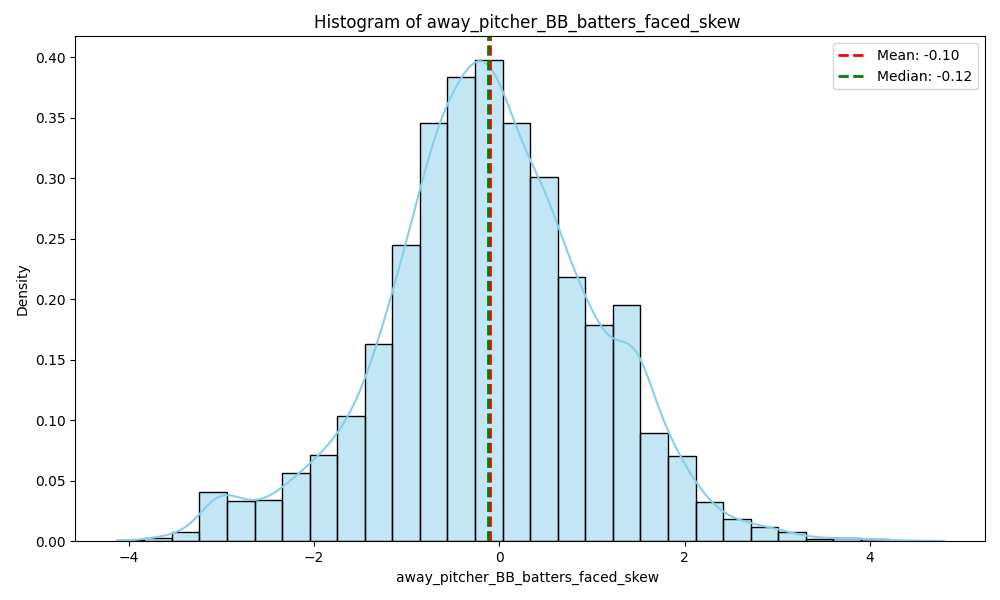 Histogram of away_pitcher_BB_batters_faced_skew
Mean: -0.10
Median: -0.12
Density
0.40
0.35
0.30
0.25
0.20
0.15
0.10
0.05
0.00
−4
−2
0
2
4
away_pitcher_BB_batters_faced_skew